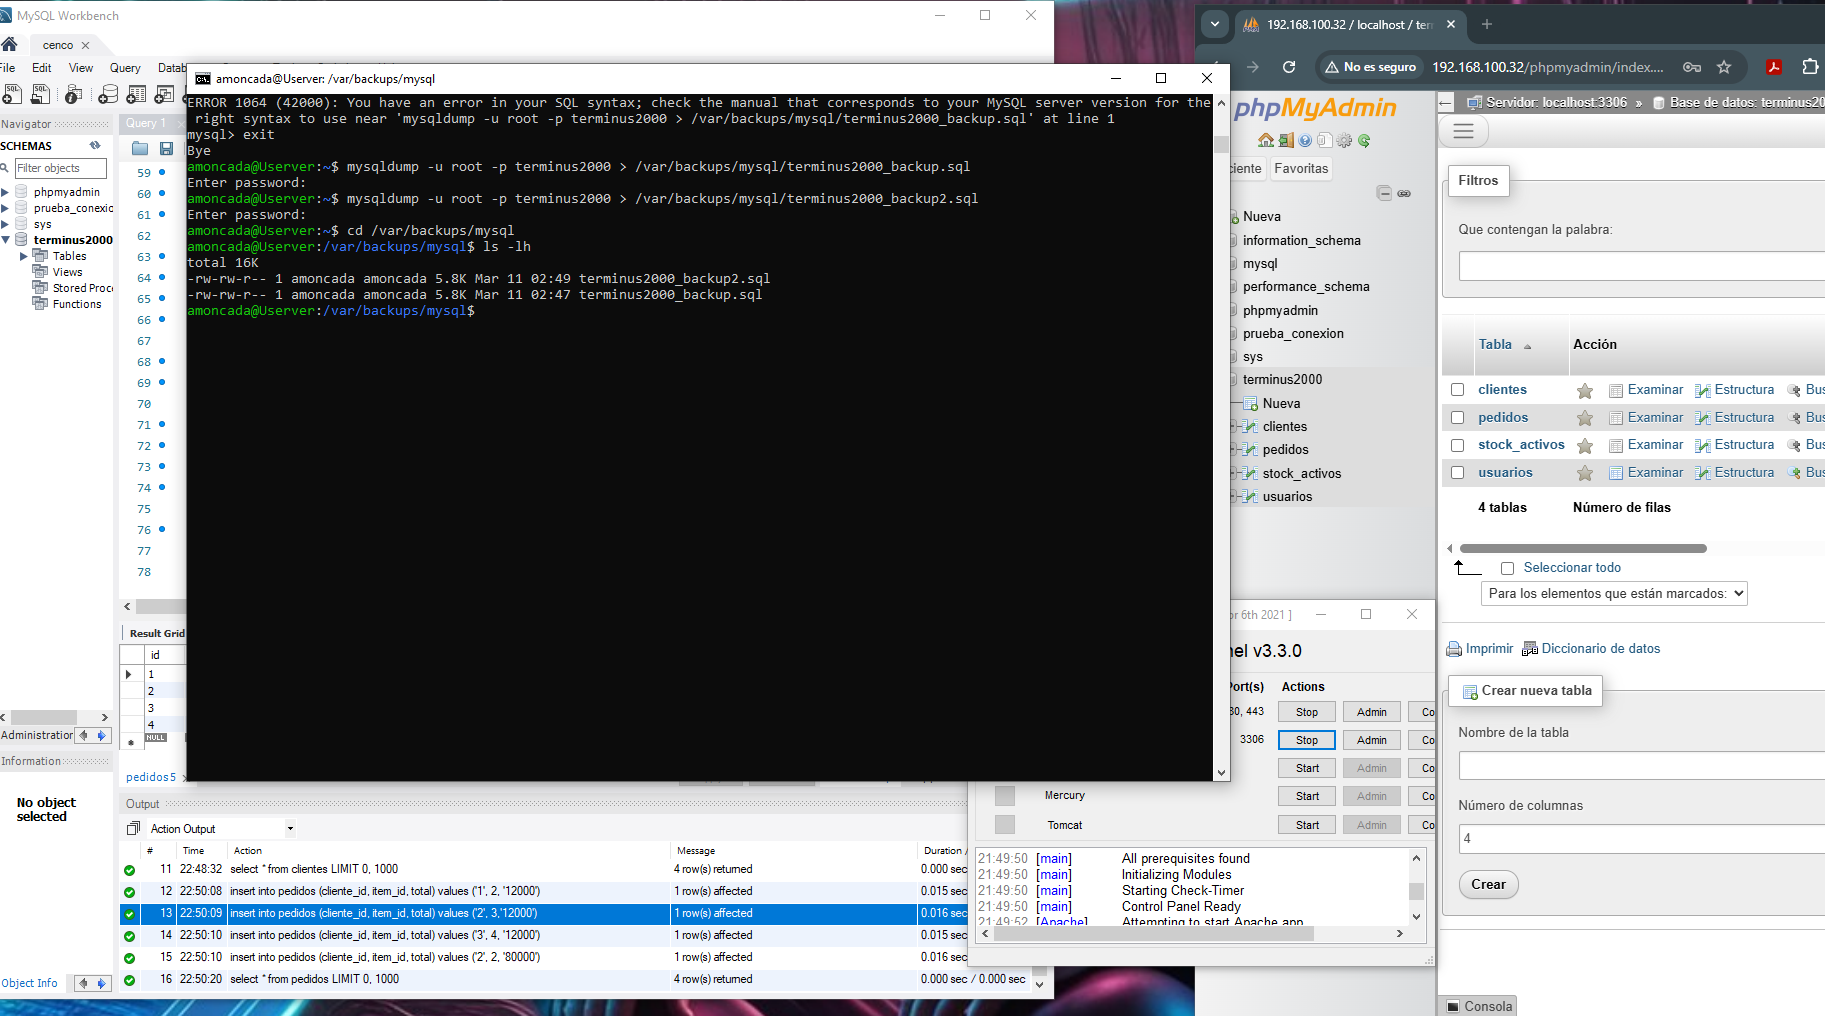 MySQL Workbench
cenco
File Edit View Query Datab
Navigator
SCHEMAS
Filter objects
phpmyadmin
prueba_conexio
sys
terminus2000
Tables
Views
Stored Proc
Functions
Administration
Information
No object
selected
Object Info
Query 1
59
60
61
62
63
64
65
66
67
68
69
70
71
72
73
74
75
76
77
78
Result Grid
id
1
2
3
4
NULL
pedidos 5
amoncada@Userver: /var/backups/mysql
ERROR 1064 (42000): You have an error in your SQL syntax; check the manual that corresponds to your MySQL server version for the
right syntax to use near 'mysqldump -u root -p terminus2000 > /var/backups/mysql/terminus2000_backup.sql' at line 1
mysql> exit
Bye
amoncada@Userver:~$ mysqldump -u root -p terminus2000 > /var/backups/mysql/terminus2000_backup.sql
Enter password:
amoncada@Userver:~$ mysqldump -u root -p terminus2000 > /var/backups/mysql/terminus2000_backup2.sql
Enter password:
amoncada@Userver:~$ cd /var/backups/mysql
amoncada@Userver:/var/backups/mysql$ ls -lh
total 16K
-rw-rw-r-- 1 amoncada amoncada 5.8K Mar 11 02:49 terminus2000_backup2.sql
-rw-rw-r-- 1 amoncada amoncada 5.8K Mar 11 02:47 terminus2000_backup.sql
amoncada@Userver:/var/backups/mysql$
Output
Action Output
# Time Action Message Duration /
11 22:48:32 select * from clientes LIMIT 0, 1000 4 row(s) returned 0.000 sec
12 22:50:08 insert into pedidos (cliente_id, item_id, total) values ('1', 2, '12000') 1 row(s) affected 0.015 sec
13 22:50:09 insert into pedidos (cliente_id, item_id, total) values ('2', 3,'12000') 1 row(s) affected 0.016 sec
14 22:50:10 insert into pedidos (cliente_id, item_id, total) values ('3', 4, '12000') 1 row(s) affected 0.015 sec
15 22:50:10 insert into pedidos (cliente_id, item_id, total) values ('2', 2, '80000') 1 row(s) affected 0.016 sec
16 22:50:20 select * from pedidos LIMIT 0, 1000 4 row(s) returned 0.000 sec / 0.000 sec
192.168.100.32 / localhost / ter
No es seguro 192.168.100.32/phpmyadmin/index....
phpMyAdmin
ciente Favoritas
Nueva
information_schema
mysql
performance_schema
phpmyadmin
prueba_conexion
sys
terminus2000
Nueva
clientes
pedidos
stock_activos
usuarios
Servidor: localhost:3306 » Base de datos: terminus20
Filtros
Que contengan la palabra:
Tabla Acción
clientes Examinar Estructura Bus
pedidos Examinar Estructura Bus
stock_activos Examinar Estructura Bus
usuarios Examinar Estructura Bus
4 tablas Número de filas
Seleccionar todo
Para los elementos que están marcados:
Imprimir Diccionario de datos
Crear nueva tabla
Nombre de la tabla
Número de columnas
4
Crear
Consola
or 6th 2021 ]
nel v3.3.0
Port(s) Actions
80, 443 Stop Admin Co
3306 Stop Admin Co
Start Admin Co
Mercury Start Admin Co
Tomcat Start Admin Co
21:49:50 [main] All prerequisites found
21:49:50 [main] Initializing Modules
21:49:50 [main] Starting Check-Timer
21:49:50 [main] Control Panel Ready
21:49:52 [Apache] Attempting to start Apache app